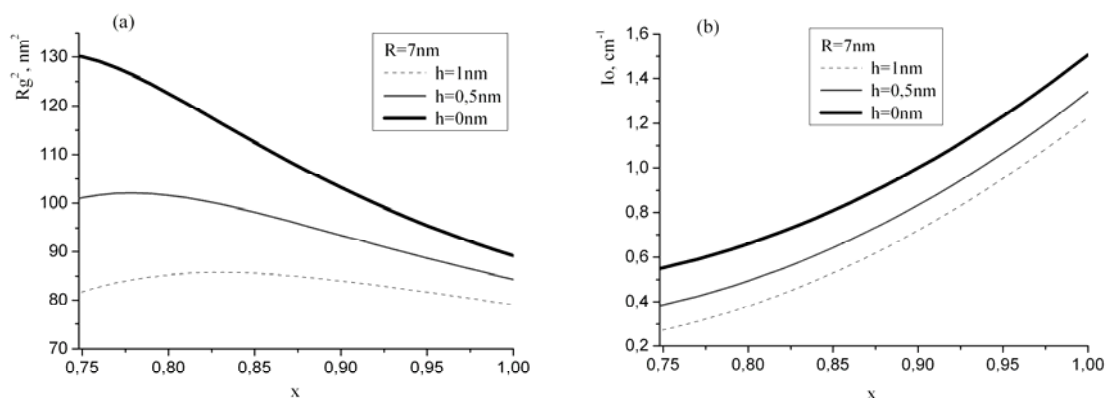 (a)
Rg², nm²
130
120
110
100
90
80
70
0,75
0,80
0,85
0,90
0,95
1,00
x
R=7nm
h=1nm
h=0,5nm
h=0nm
(b)
Io, cm⁻¹
1,6
1,4
1,2
1,0
0,8
0,6
0,4
0,2
0,75
0,80
0,85
0,90
0,95
1,00
x
R=7nm
h=1nm
h=0,5nm
h=0nm